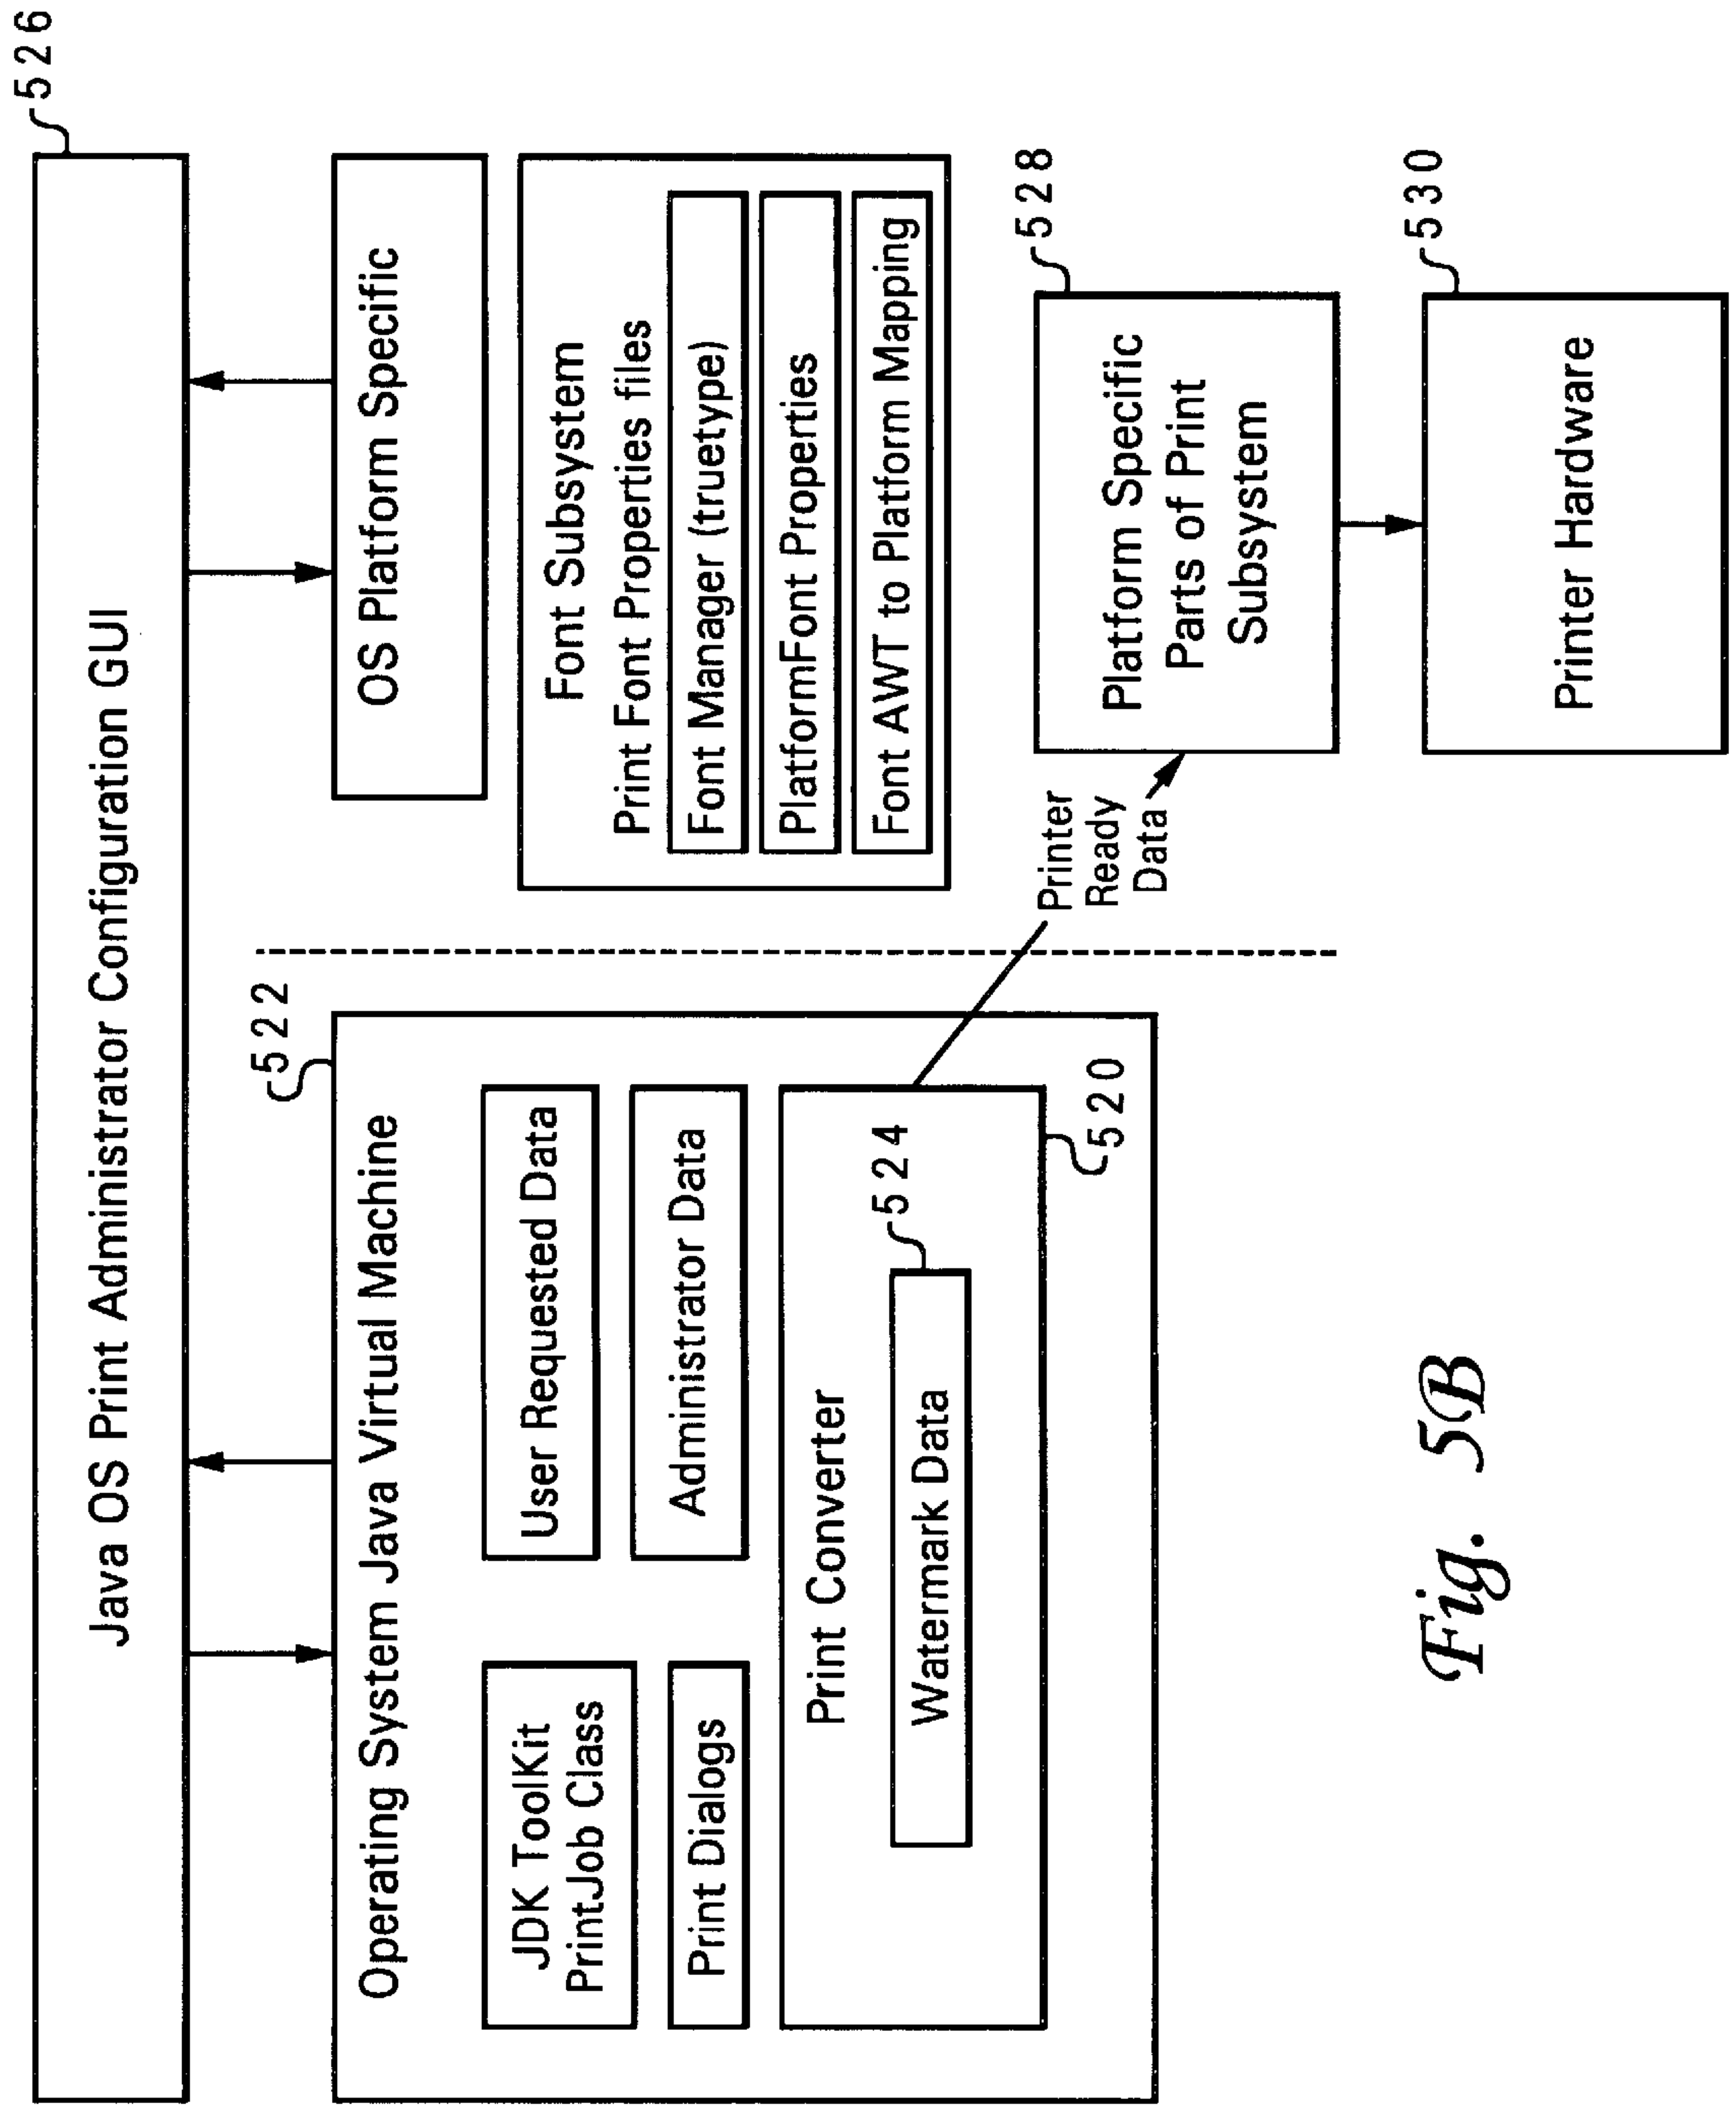 526
Java OS Print Administrator Configuration GUI
522
Operating System Java Virtual Machine
JDK ToolKit
PrintJob Class
User Requested Data
Print Dialogs
Administrator Data
Print Converter
524
Watermark Data
520
OS Platform Specific
Font Subsystem
Print Font Properties files
Font Manager (truetype)
PlatformFont Properties
Font AWT to Platform Mapping
Printer
Ready
Data
528
Platform Specific
Parts of Print
Subsystem
530
Printer Hardware
Fig. 5B